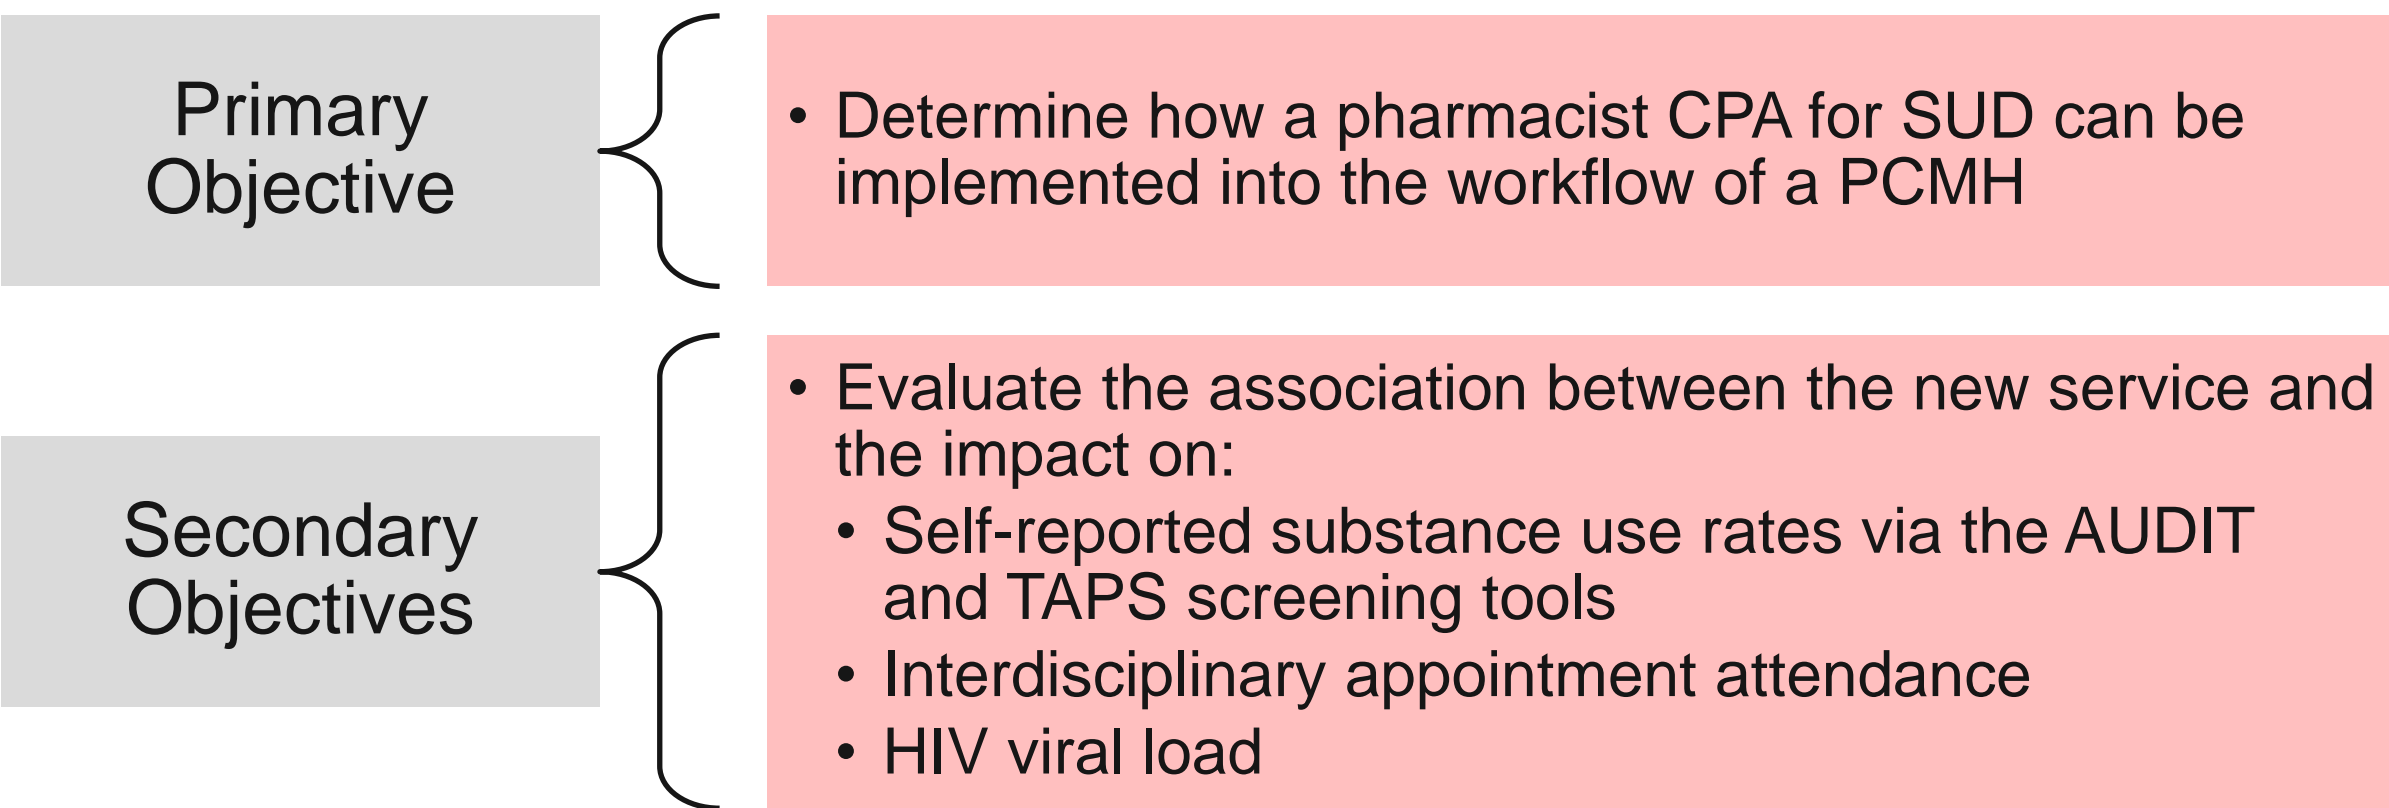 Primary
Objective
• Determine how a pharmacist CPA for SUD can be
implemented into the workflow of a PCMH
Secondary
Objectives
• Evaluate the association between the new service and
the impact on:
• Self-reported substance use rates via the AUDIT
and TAPS screening tools
• Interdisciplinary appointment attendance
• HIV viral load